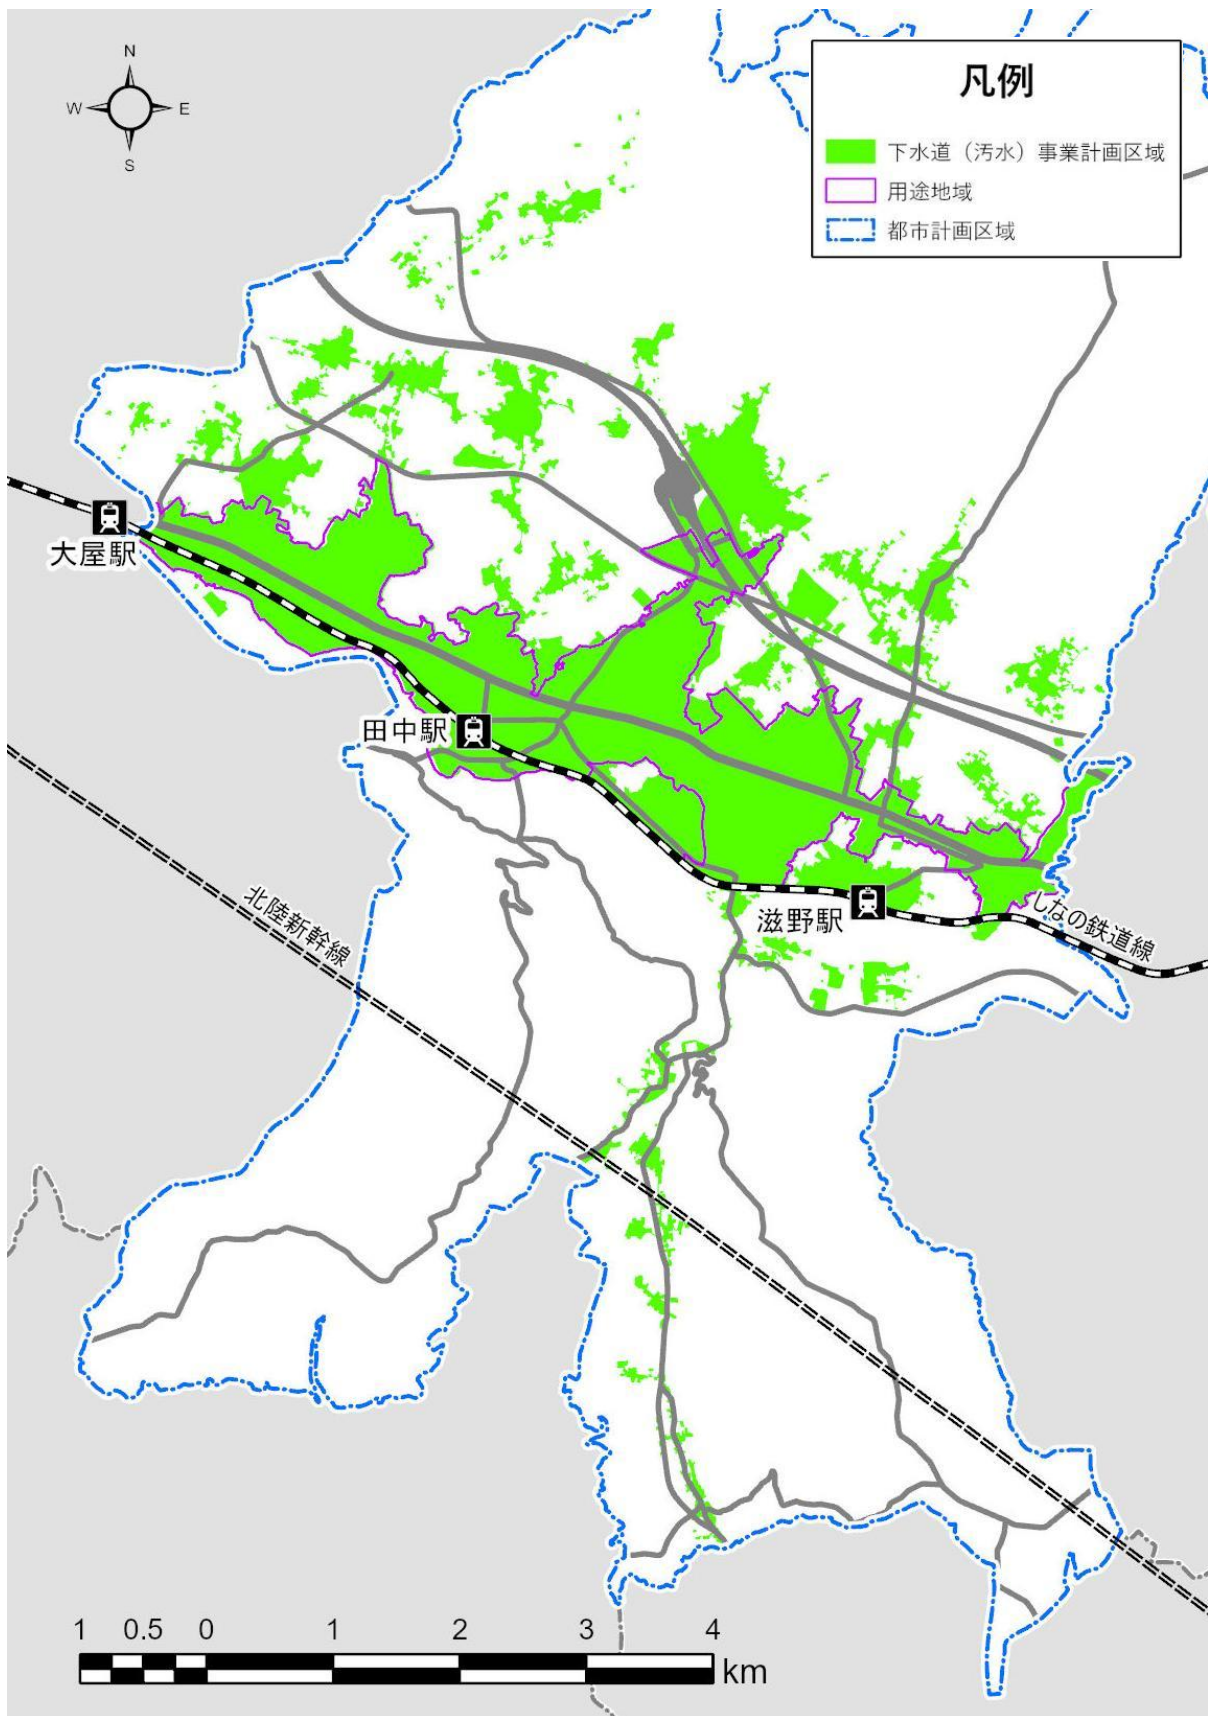 N
W E
S
凡例
下水道（汚水）事業計画区域
用途地域
都市計画区域
大屋駅
田中駅
滋野駅
しなの鉄道線
北陸新幹線
1 0.5 0 1 2 3 4
km